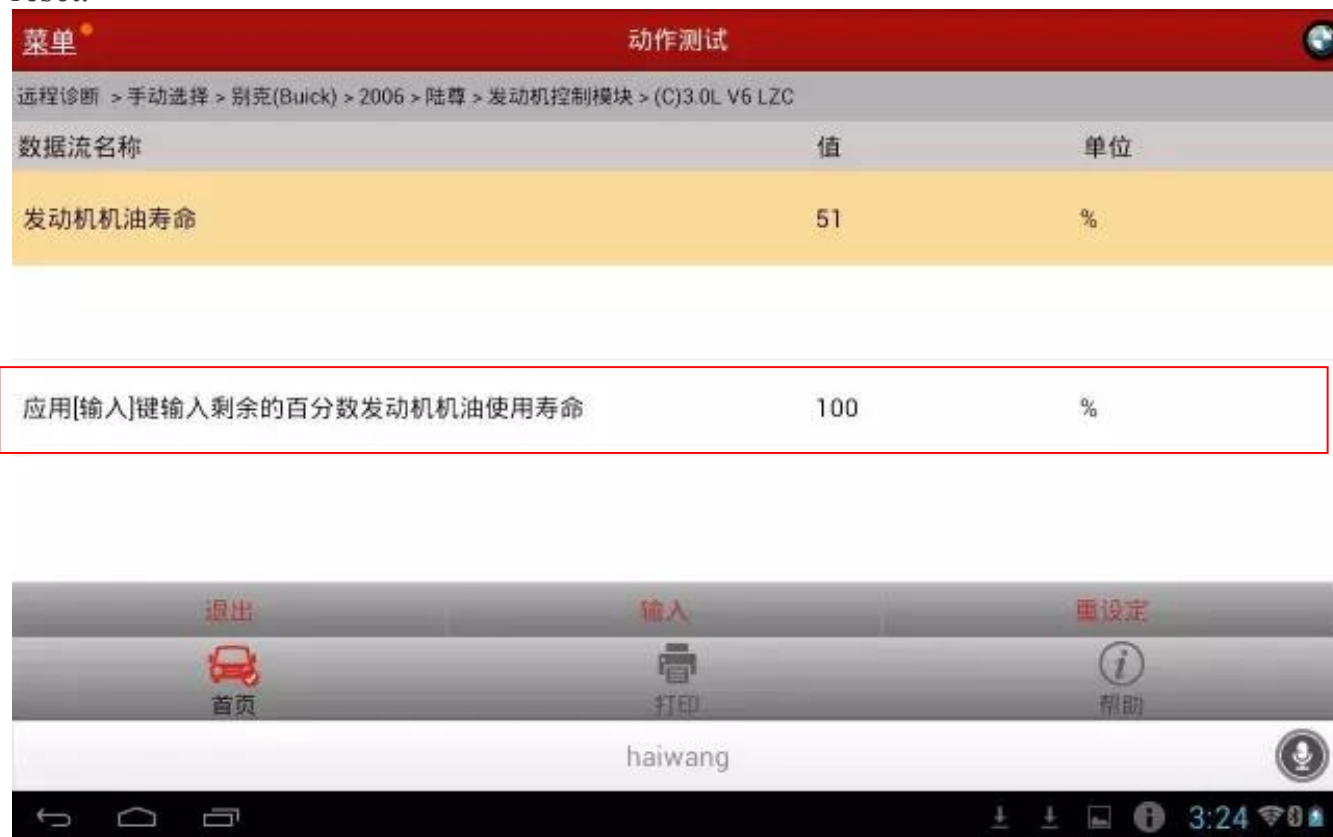 菜单
动作测试
远程诊断 > 手动选择 > 别克(Buick) > 2006 > 陆尊 > 发动机控制模块 > (C)3.0L V6 LZC
数据流名称 值 单位
发动机机油寿命 51 %
应用[输入]键输入剩余的百分数发动机机油使用寿命 100 %
退出 输入 重设定
首页 打印 帮助
haiwang
3:24